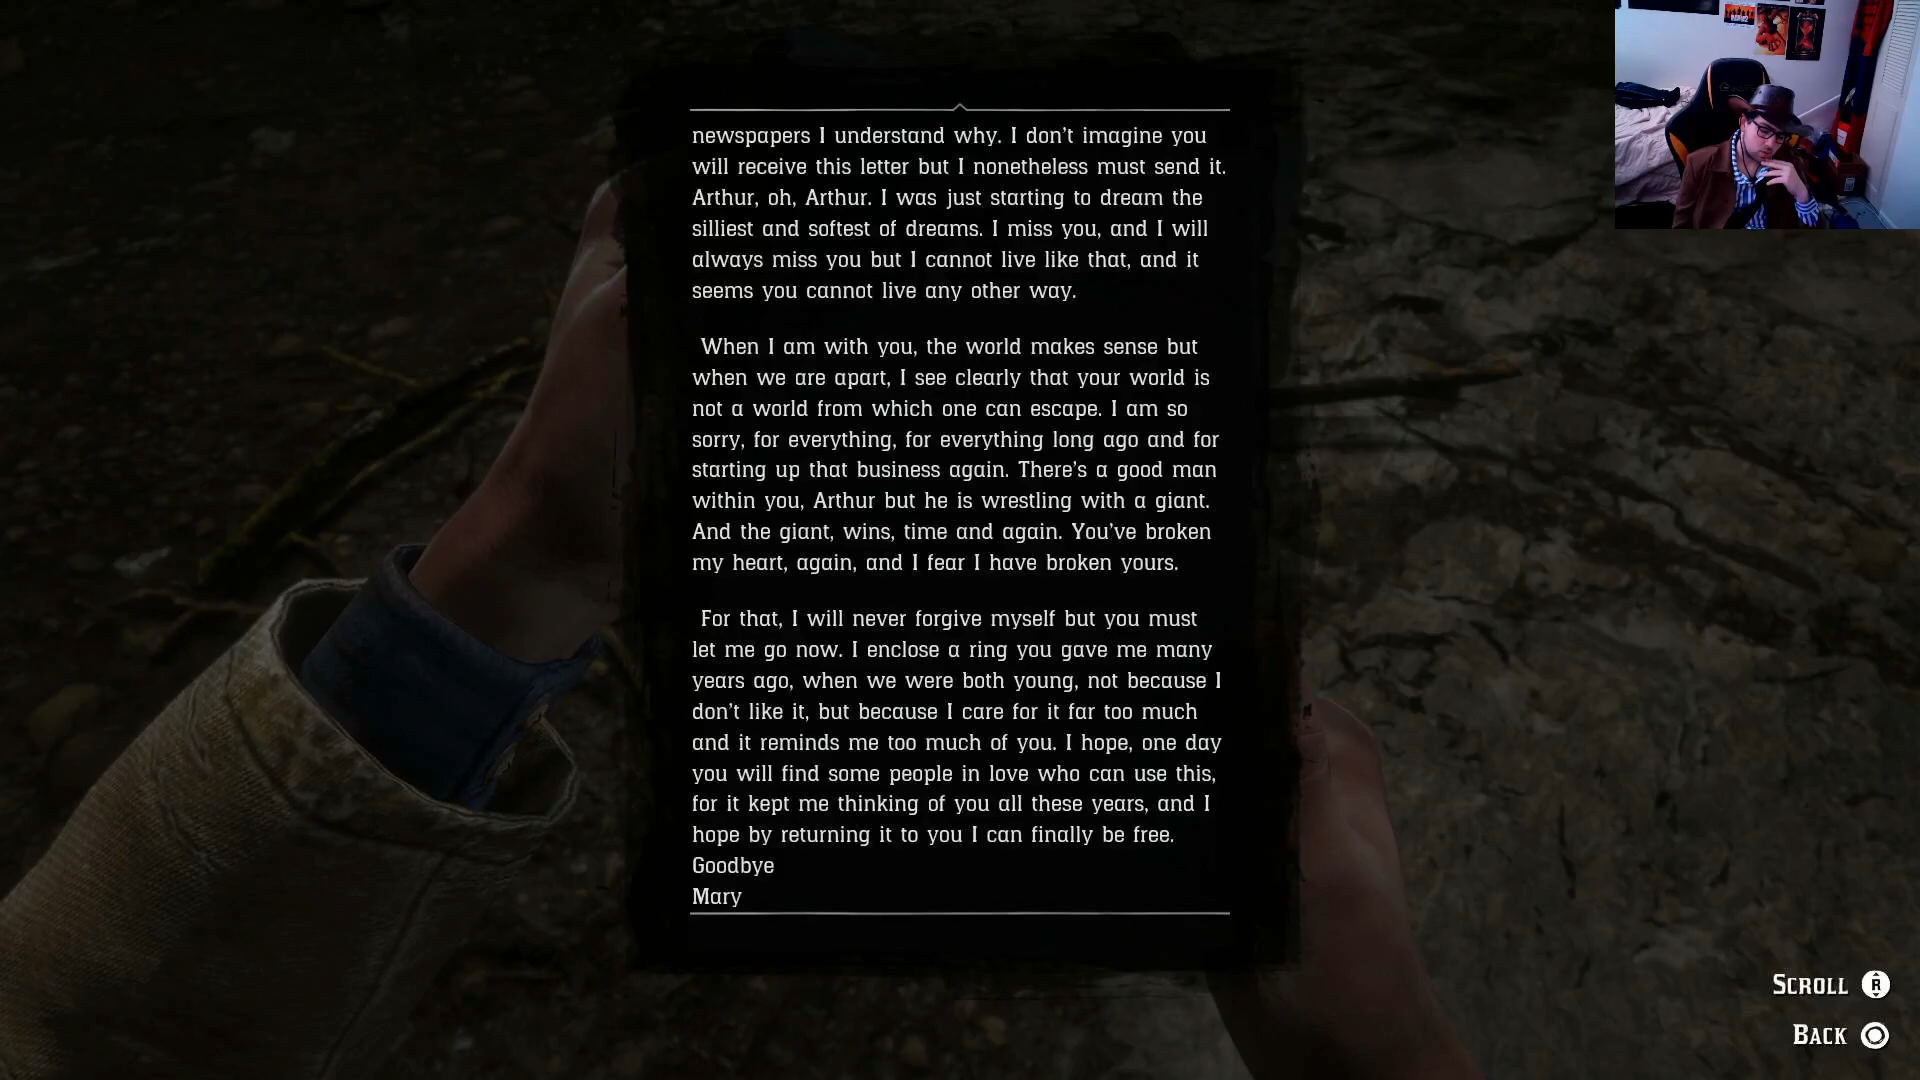 newspapers I understand why. I don't imagine you
will receive this letter but I nonetheless must send it.
Arthur, oh, Arthur. I was just starting to dream the
silliest and softest of dreams. I miss you, and I will
always miss you but I cannot live like that, and it
seems you cannot live any other way.
When I am with you, the world makes sense but
when we are apart, I see clearly that your world is
not a world from which one can escape. I am so
sorry, for everything, for everything long ago and for
starting up that business again. There's a good man
within you, Arthur but he is wrestling with a giant.
And the giant, wins, time and again. You've broken
my heart, again, and I fear I have broken yours.
For that, I will never forgive myself but you must
let me go now. I enclose a ring you gave me many
years ago, when we were both young, not because I
don't like it, but because I care for it far too much
and it reminds me too much of you. I hope, one day
you will find some people in love who can use this,
for it kept me thinking of you all these years, and I
hope by returning it to you I can finally be free.
Goodbye
Mary
Scroll R
Back